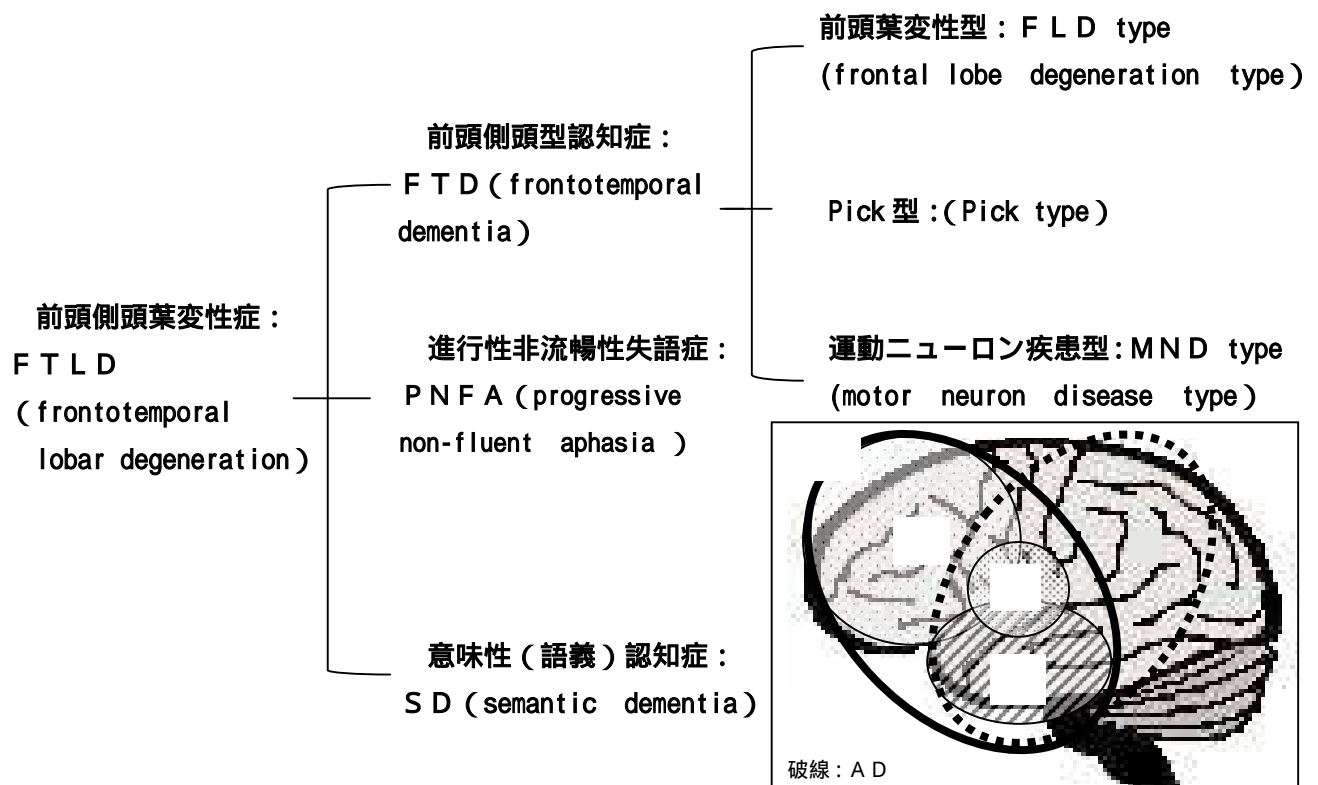 前頭側頭葉変性症：
ＦＴＬＤ
（frontotemporal
lobar degeneration）
前頭側頭型認知症：
ＦＴＤ（frontotemporal
dementia）
進行性非流暢性失語症：
ＰＮＦＡ（progressive
non-fluent aphasia ）
意味性（語義）認知症：
ＳＤ（semantic dementia）
前頭葉変性型：ＦＬＤ type
(frontal lobe degeneration type）
Pick型：(Pick type）
運動ニューロン疾患型：ＭＮＤ type
(motor neuron disease type）
破線：ＡＤ